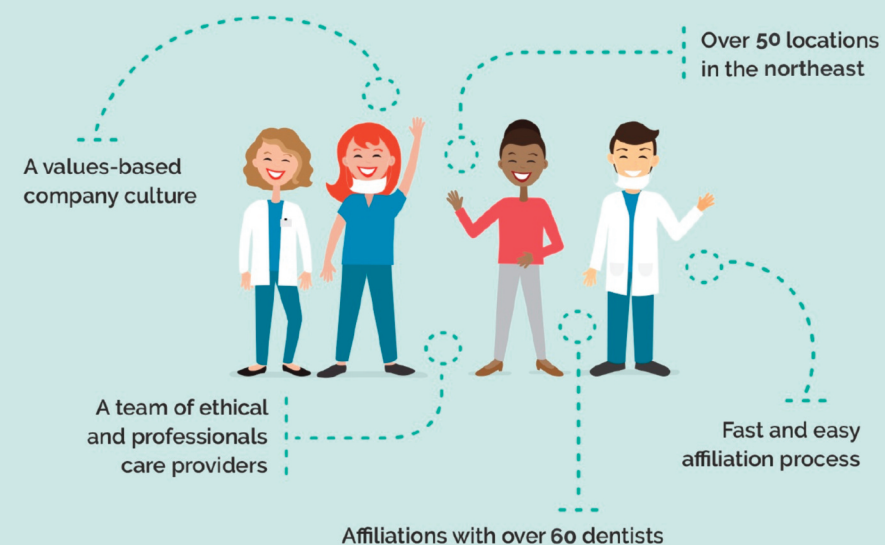 Over 50 locations
in the northeast
A values-based
company culture
A team of ethical
and professionals
care providers
Fast and easy
affiliation process
Affiliations with over 60 dentists